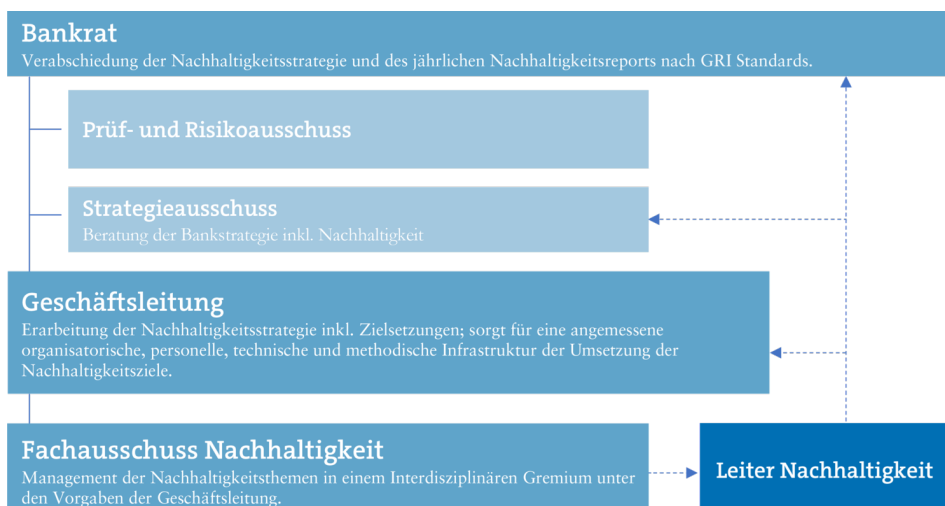 Bankrat
Verabschiedung der Nachhaltigkeitsstrategie und des jährlichen Nachhaltigkeitsreports nach GRI Standards.
Prüf- und Risikoausschuss
Strategieausschuss
Beratung der Bankstrategie inkl. Nachhaltigkeit
Geschäftsleitung
Erarbeitung der Nachhaltigkeitsstrategie inkl. Zielsetzungen; sorgt für eine angemessene
organisatorische, personelle, technische und methodische Infrastruktur der Umsetzung der
Nachhaltigkeitsziele.
Fachausschuss Nachhaltigkeit
Management der Nachhaltigkeitsthemen in einem Interdisziplinären Gremium unter
den Vorgaben der Geschäftsleitung.
Leiter Nachhaltigkeit